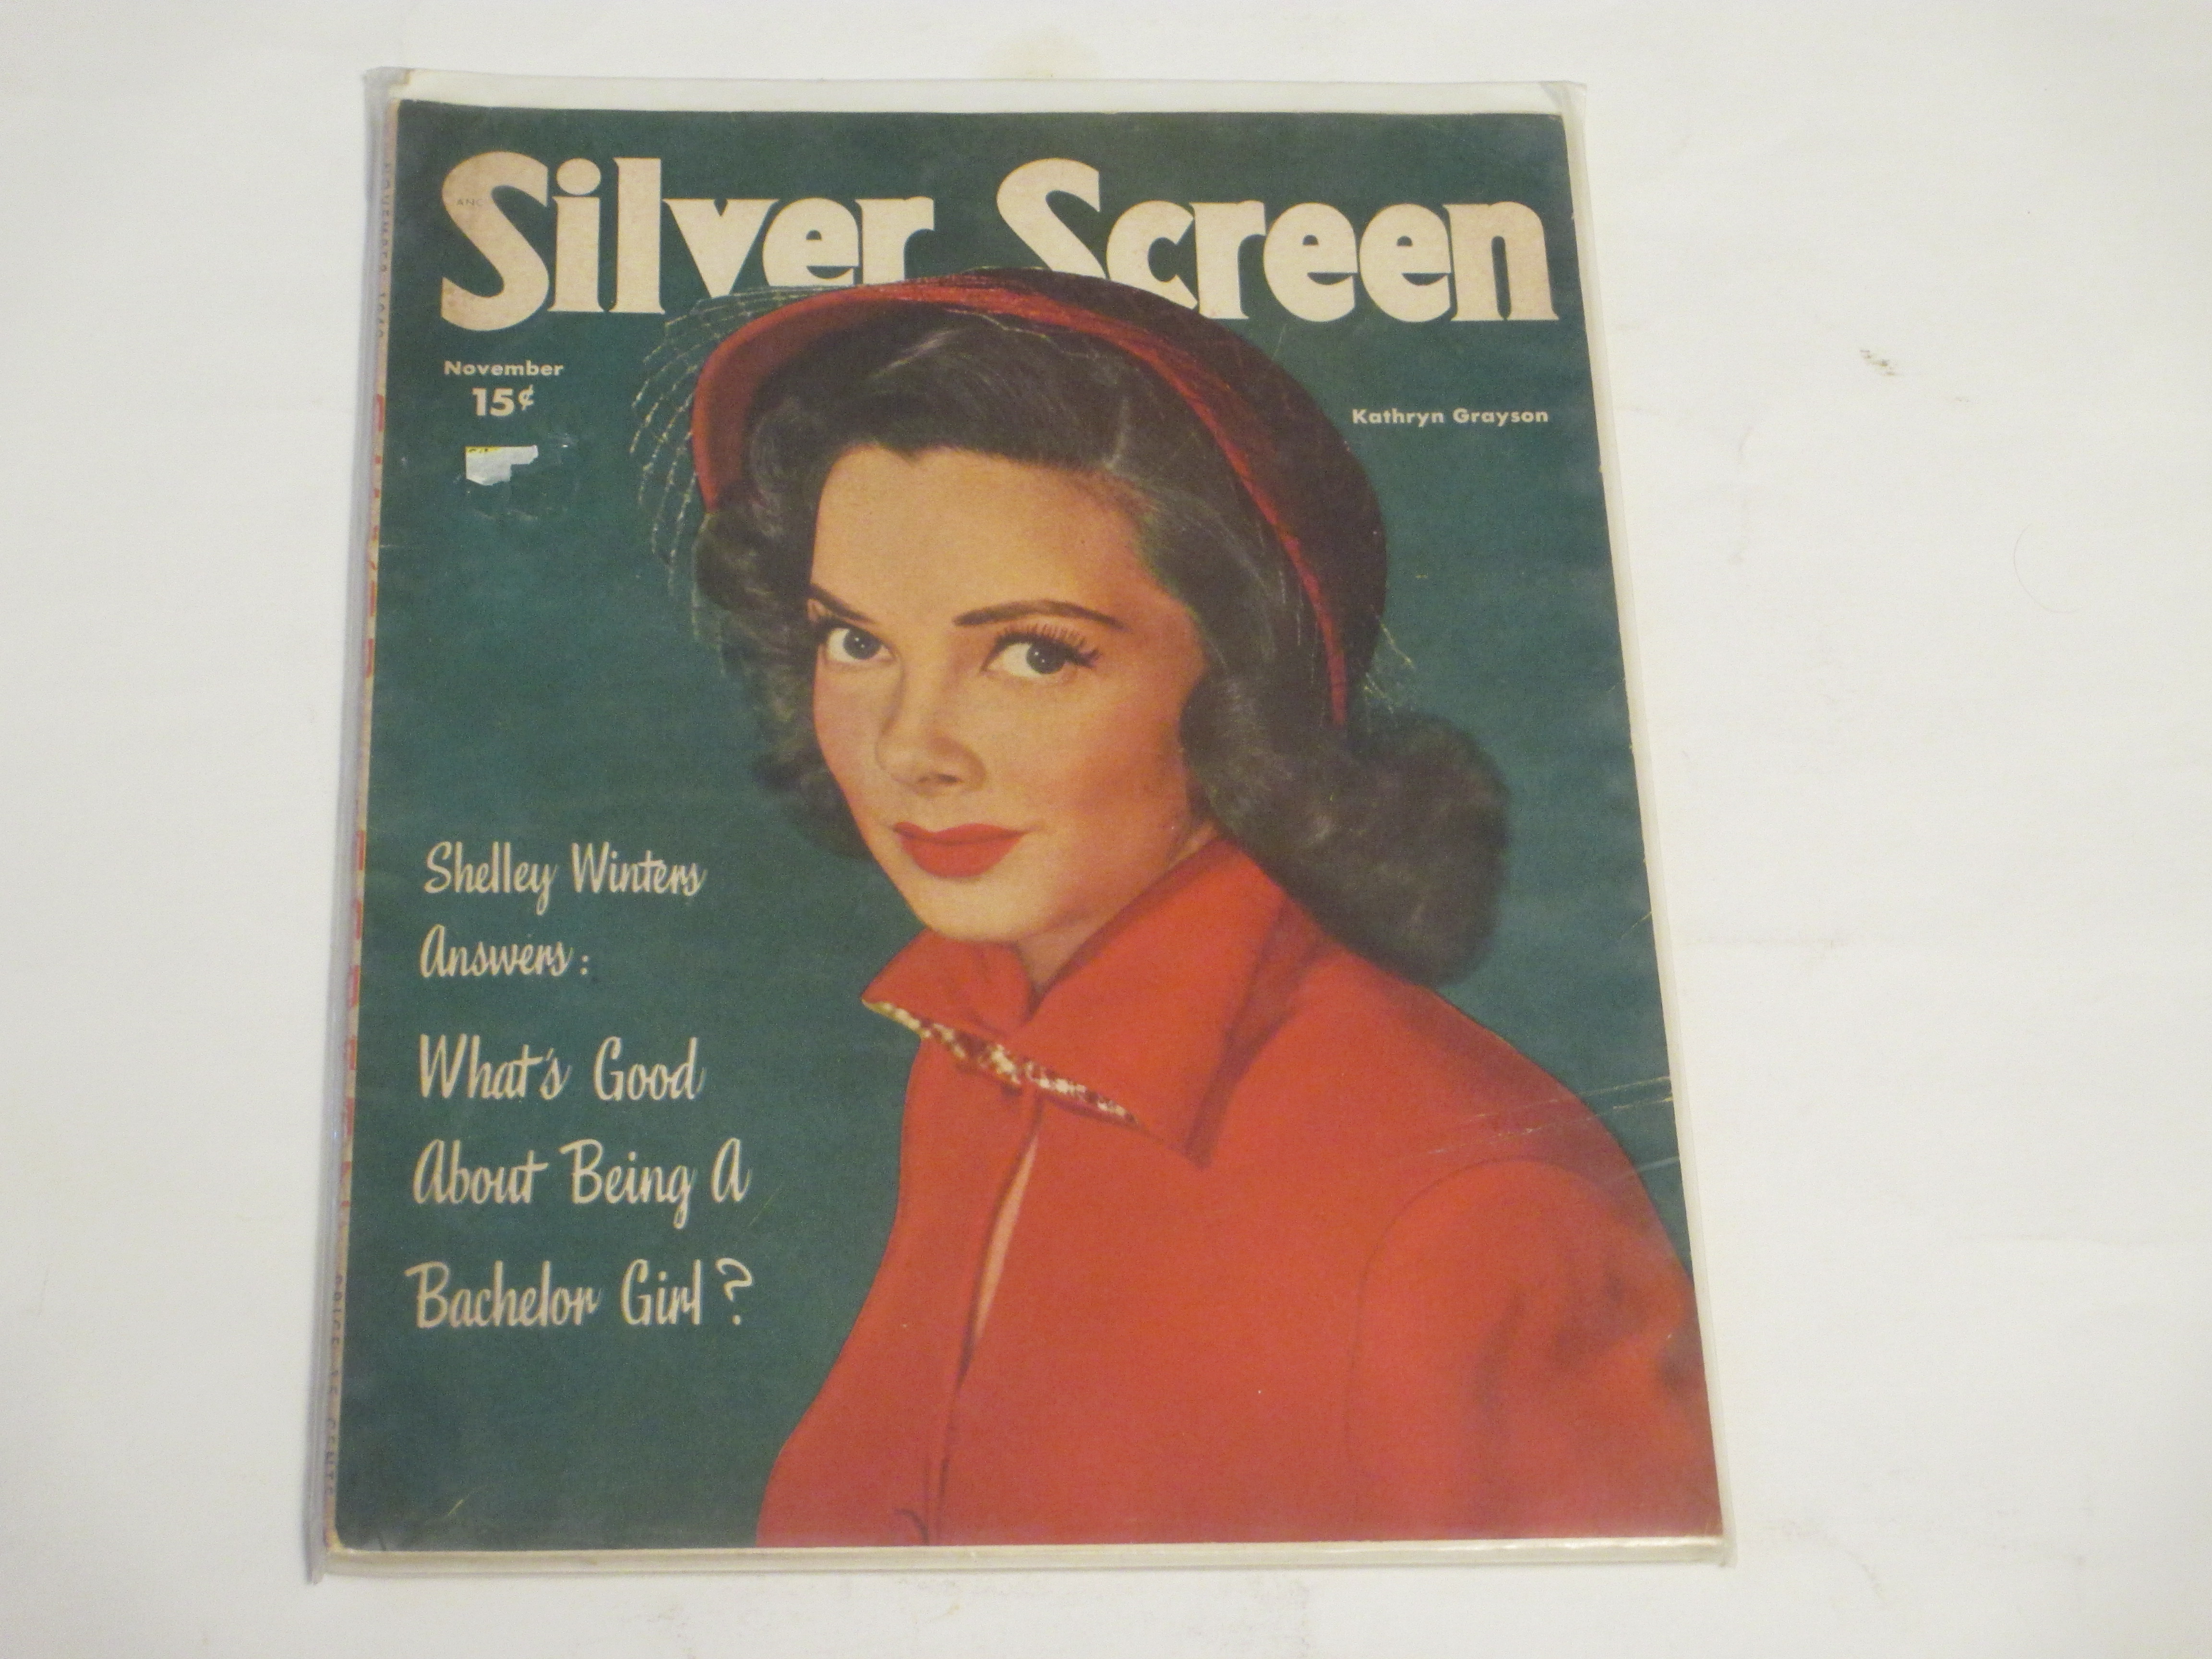 Silver Screen
November
15¢
Kathryn Grayson
Shelley Winters
Answers:
What's Good
About Being A
Bachelor Girl?